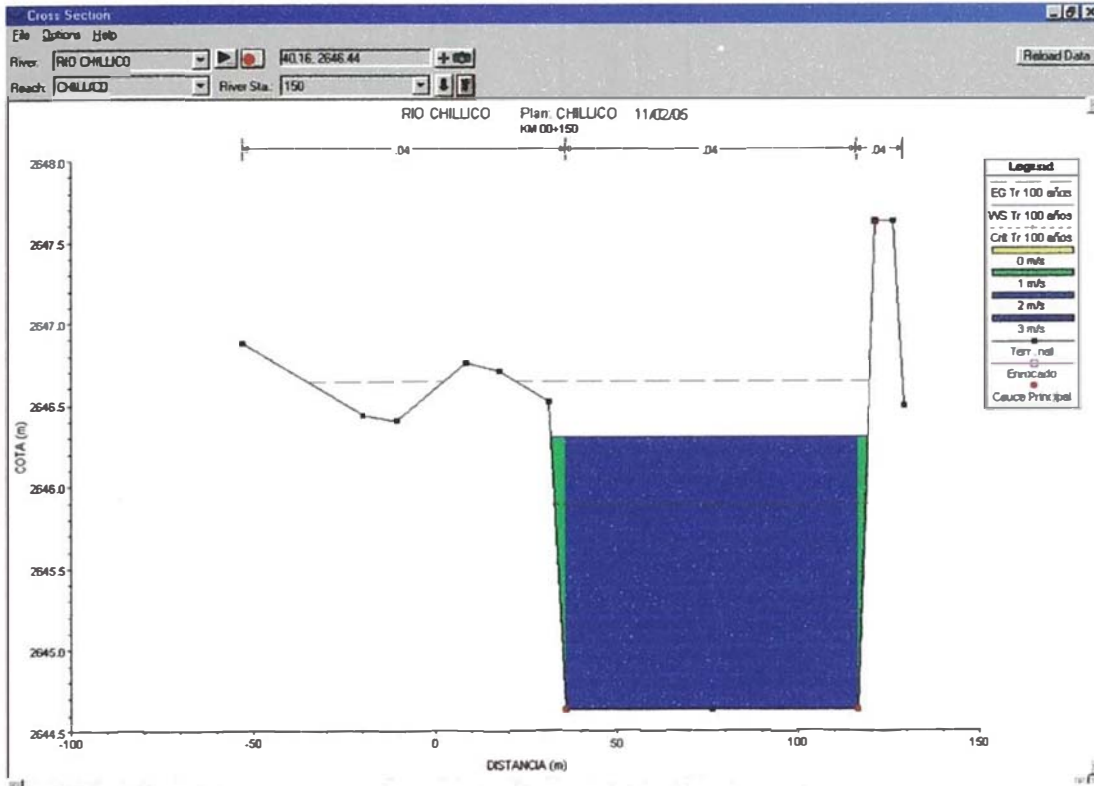 Cross Section
File Options Help
River: RIO CHILLICO 40.16, 2646.44 Reload Data
Reach: CHILLICO River Sta.: 150
RIO CHILLICO Plan: CHILLICO 11/02/05
KM 00+150
.04 .04 .04
2648.0
2647.5
2647.0
2646.5
2646.0
2645.5
2645.0
2644.5
COTA (m)
-100 -50 0 50 100 150
DISTANCIA (m)
Legend
EG Tr 100 años
WS Tr 100 años
Crit Tr 100 años
0 m/s
1 m/s
2 m/s
3 m/s
Enrocado
Cauce Principal